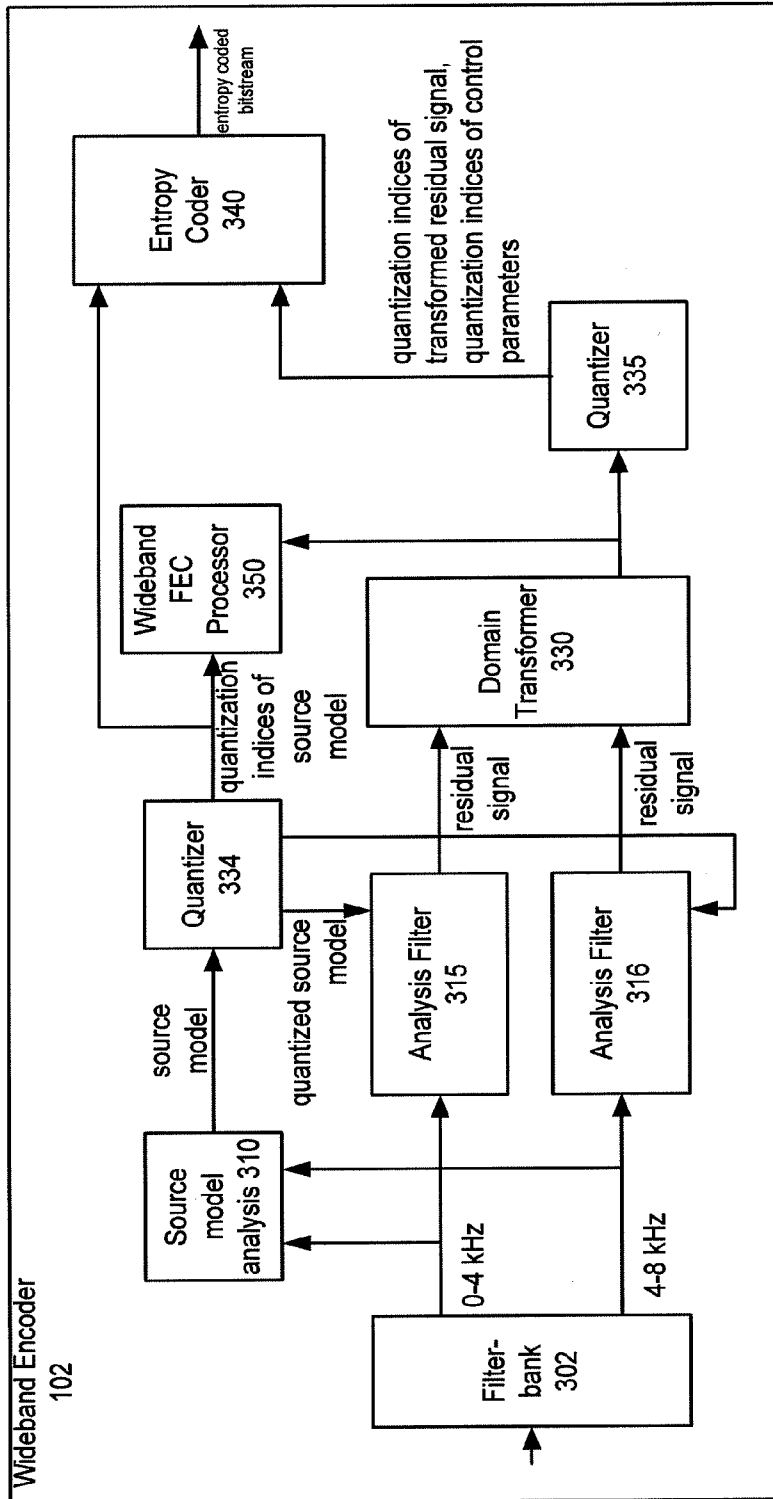 Wideband Encoder
102
Filter-
bank
302
0-4 kHz
4-8 kHz
Source
model
analysis 310
source
model
quantized source
model
Quantizer
334
quantization
indices of
source
model
Analysis Filter
315
Analysis Filter
316
residual
signal
residual
signal
Wideband
FEC
Processor
350
Domain
Transformer
330
Quantizer
335
quantization indices of
transformed residual signal,
quantization indices of control
parameters
Entropy
Coder
340
entropy coded
bitstream